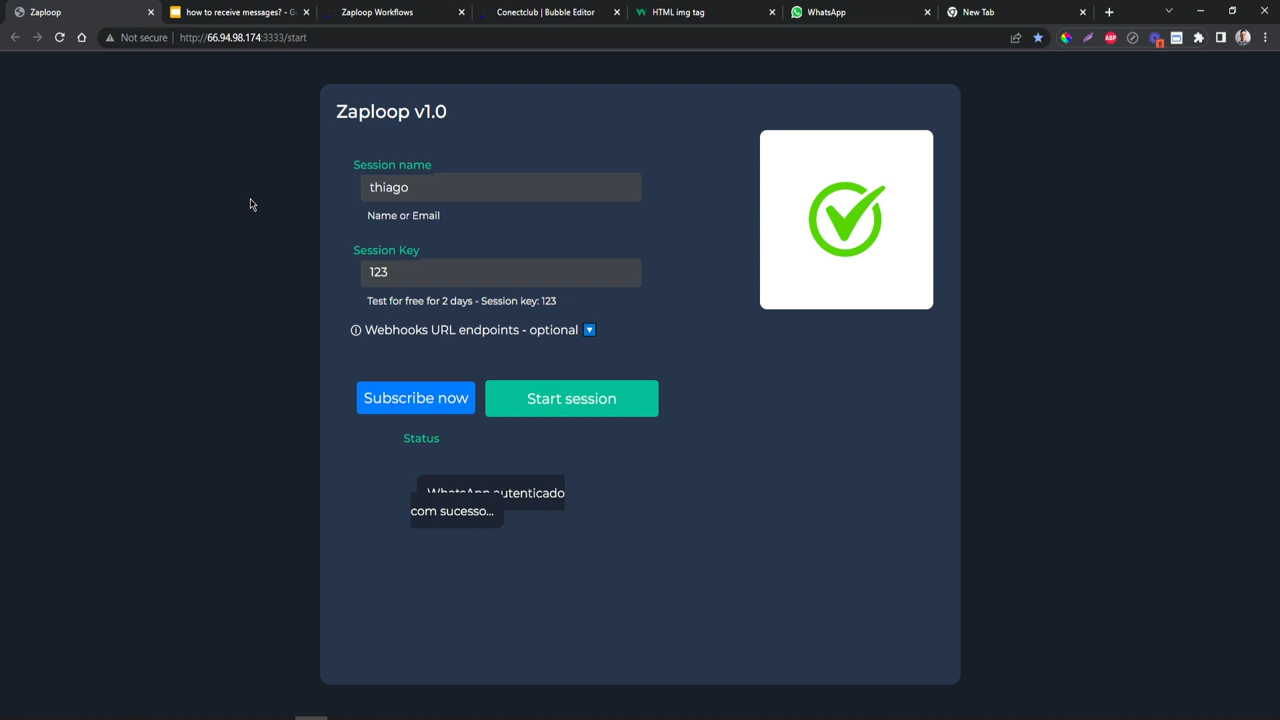 Zaploop
how to receive messages? - G
Zaploop Workflows
Conectclub | Bubble Editor
HTML img tag
WhatsApp
New Tab
Not secure
http://66.94.98.174:3333/start
ABP
Zaploop v1.0
Session name
thiago
Name or Email
Session Key
123
Test for free for 2 days - Session key: 123
Webhooks URL endpoints - optional
Subscribe now
Start session
Status
WhatsApp autenticado
com sucesso...